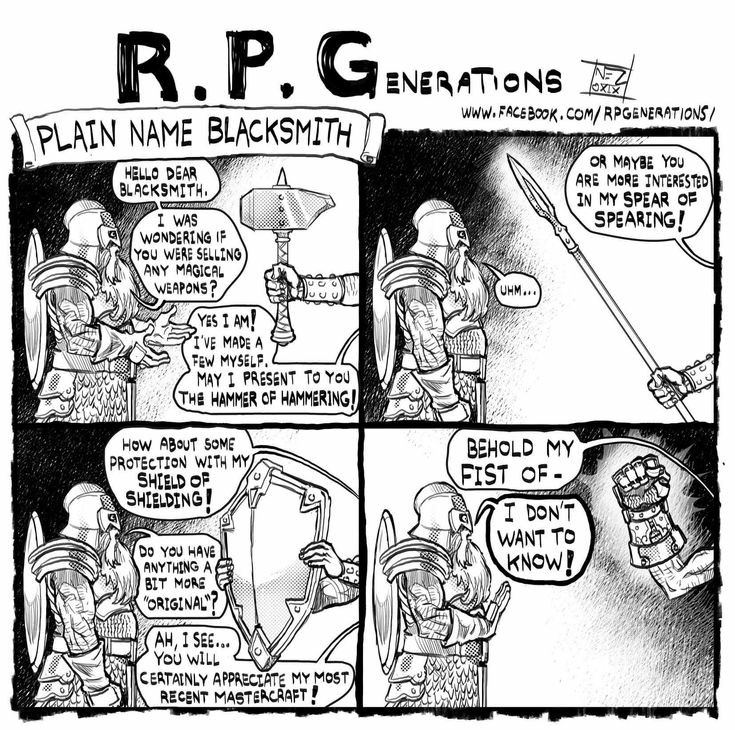 R.P.GENERATIONS
NEZ
OXIX
WWW.FACEBOOK.COM/RPGENERATIONS/
PLAIN NAME BLACKSMITH
HELLO DEAR
BLACKSMITH.
I WAS
WONDERING IF
YOU WERE SELLING
ANY MAGICAL
WEAPONS?
YES I AM!
I'VE MADE A
FEW MYSELF.
MAY I PRESENT TO YOU
THE HAMMER OF HAMMERING!
OR MAYBE YOU
ARE MORE INTERESTED
IN MY SPEAR OF
SPEARING!
UHM...
HOW ABOUT SOME
PROTECTION WITH MY
SHIELD OF
SHIELDING!
DO YOU HAVE
ANYTHING A
BIT MORE
"ORIGINAL"?
AH, I SEE...
YOU WILL
CERTAINLY APPRECIATE MY MOST
RECENT MASTERCRAFT!
BEHOLD MY
FIST OF-
I DON'T
WANT TO
KNOW!